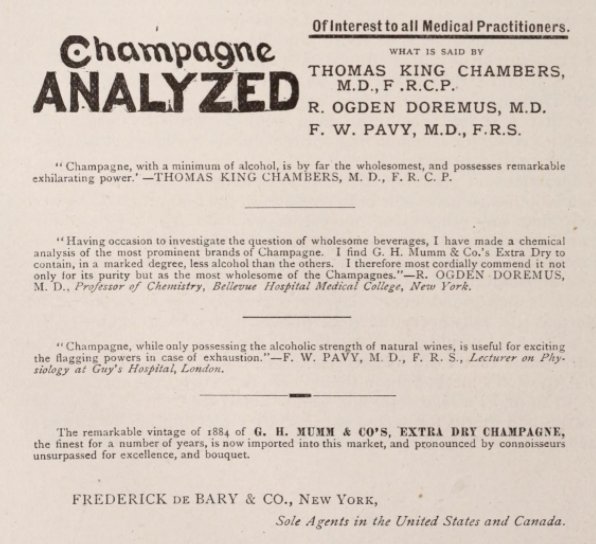 Champagne
ANALYZED
Of Interest to all Medical Practitioners.
WHAT IS SAID BY
THOMAS KING CHAMBERS,
M.D., F .R.C.P.
R. OGDEN DOREMUS, M.D.
F. W. PAVY, M.D., F.R.S.
“ Champagne, with a minimum of alcohol, is by far the wholesomest, and possesses remarkable
exhilarating power.’ —THOMAS KING CHAMBERS, M. D., F. R. C. P.
“ Having occasion to investigate the question of wholesome beverages, I have made a chemical
analysis of the most prominent brands of Champagne. I find G. H. Mumm & Co.’s Extra Dry to
contain, in a marked degree, less alcohol than the others. I therefore most cordially commend it not
only for its purity but as the most wholesome of the Champagnes.”—R. OGDEN DOREMUS,
M. D., Professor of Chemistry, Bellevue Hospital Medical College, New York.
“ Champagne, while only possessing the alcoholic strength of natural wines, is useful for exciting
the flagging powers in case of exhaustion.”—F. W. PAVY, M. D., F. R. S., Lecturer on Phy-
siology at Guy’s Hospital, London.
The remarkable vintage of 1884 of G. H. MUMM & CO’S, EXTRA DRY CHAMPAGNE,
the finest for a number of years, is now imported into this market, and pronounced by connoisseurs
unsurpassed for excellence, and bouquet.
FREDERICK DE BARY & CO., NEW YORK,
Sole Agents in the United States and Canada.